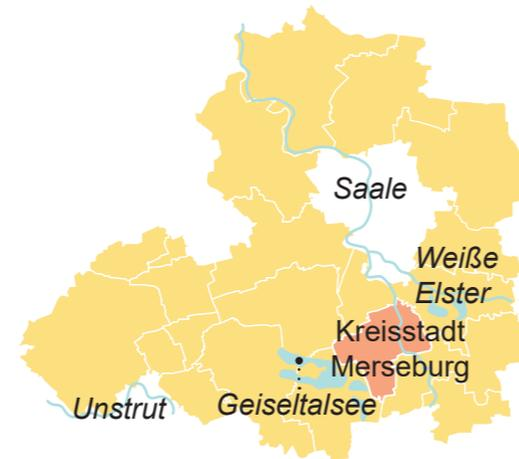 Saale
Weiße
Elster
Kreisstadt
Merseburg
Geiseltalsee
Unstrut